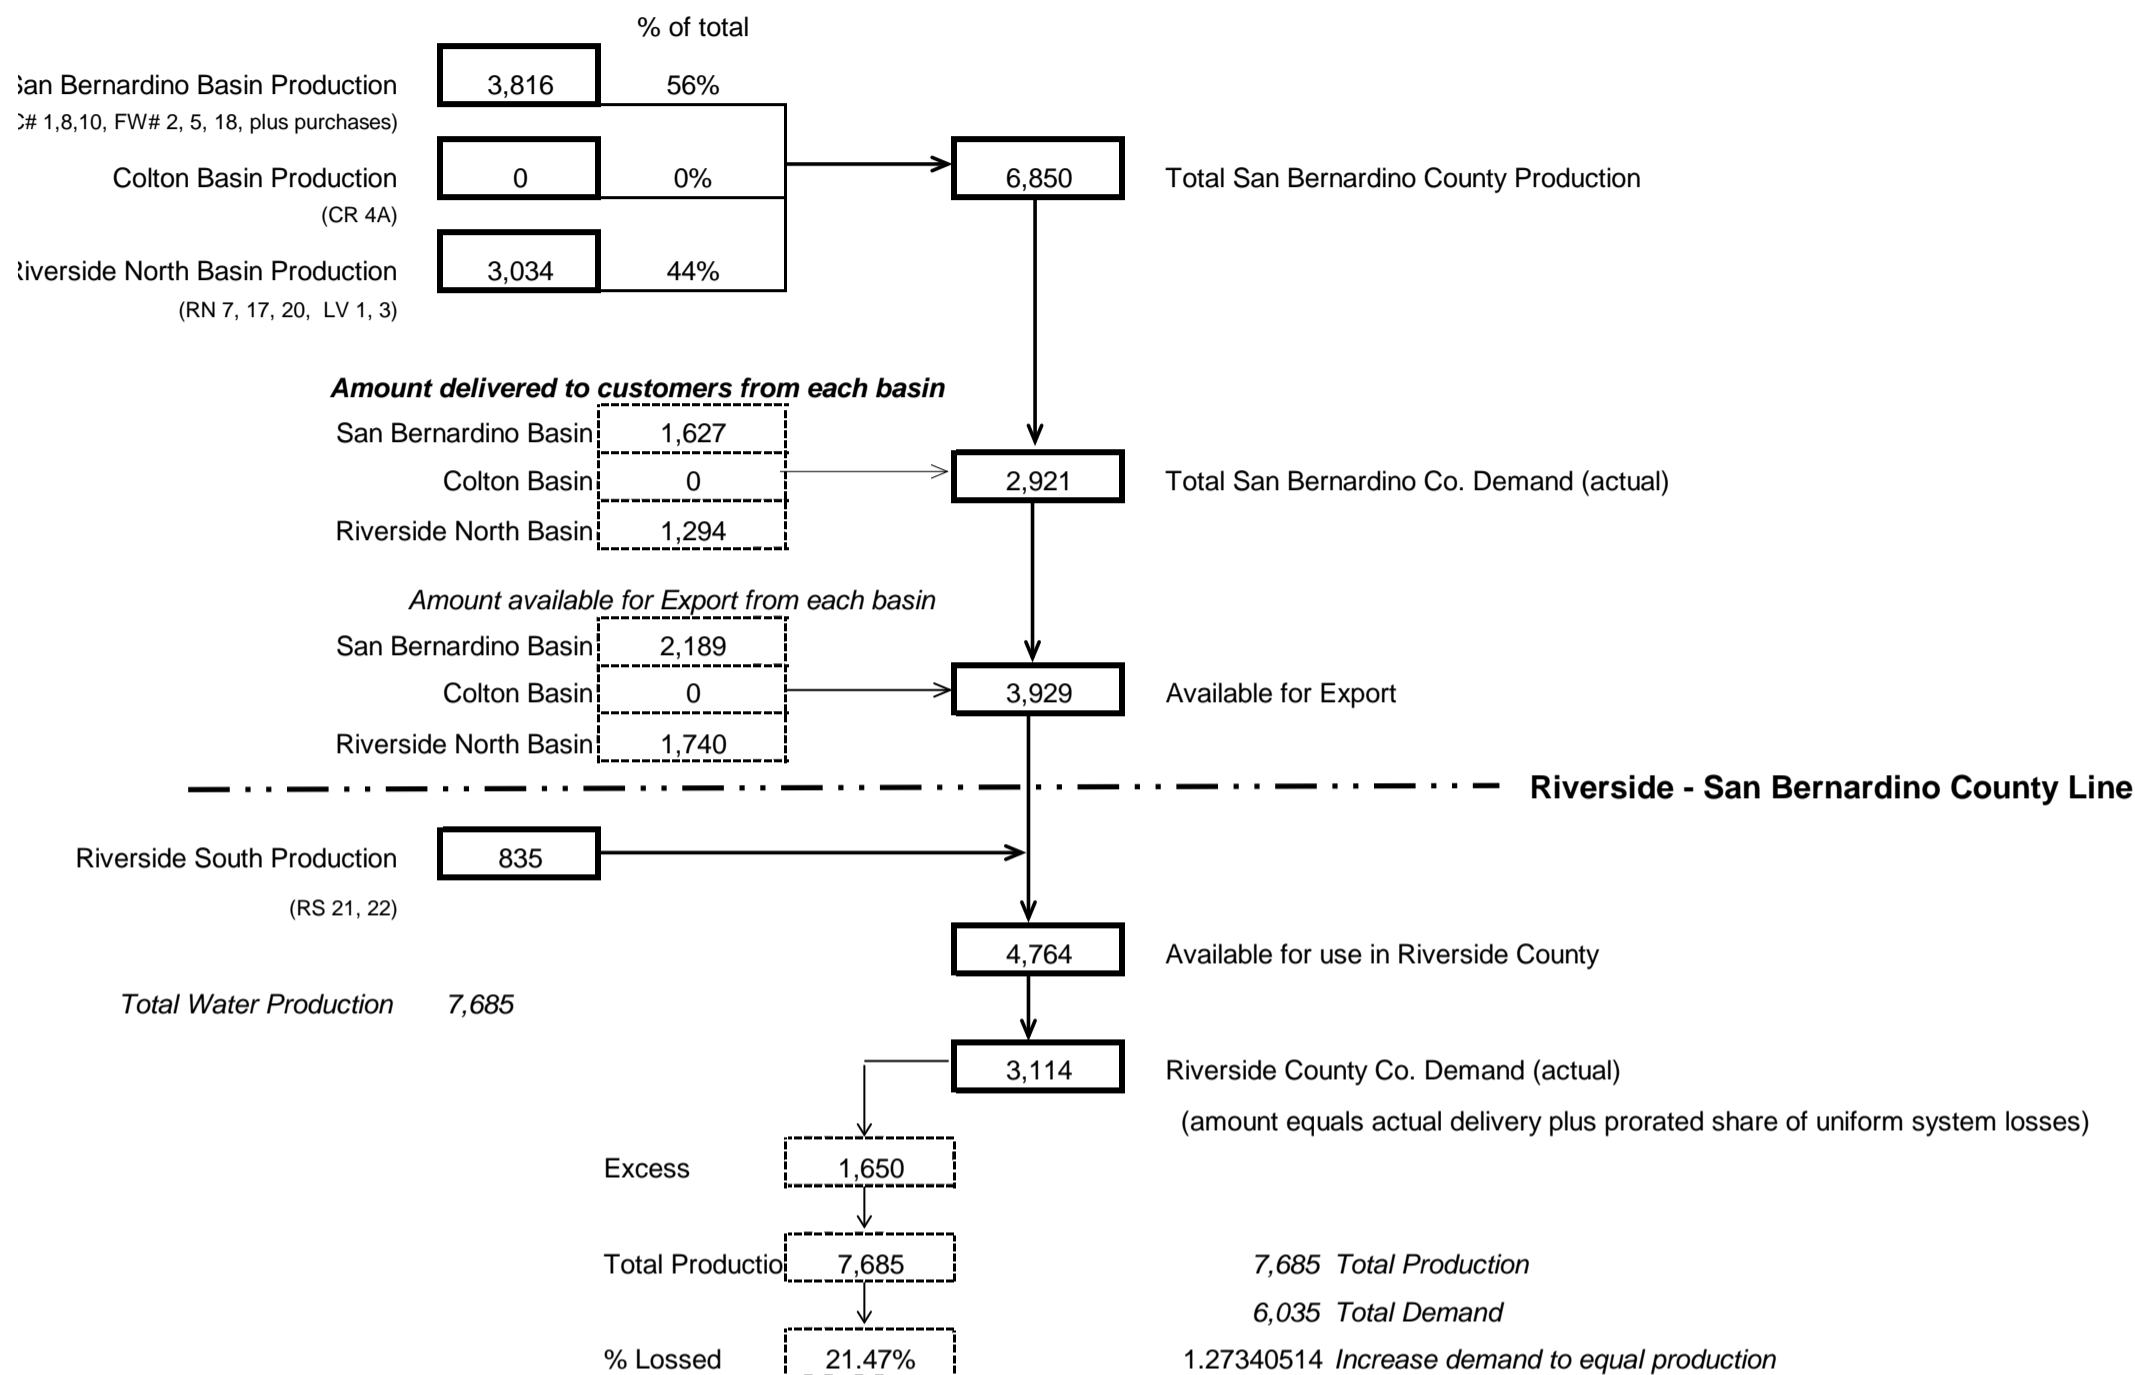 % of total
San Bernardino Basin Production 3,816 56%
C# 1,8,10, FW# 2, 5, 18, plus purchases)
Colton Basin Production 0 0% 6,850 Total San Bernardino County Production
(CR 4A)
Riverside North Basin Production 3,034 44%
(RN 7, 17, 20, LV 1, 3)
Amount delivered to customers from each basin
San Bernardino Basin 1,627
Colton Basin 0 2,921 Total San Bernardino Co. Demand (actual)
Riverside North Basin 1,294
Amount available for Export from each basin
San Bernardino Basin 2,189
Colton Basin 0 3,929 Available for Export
Riverside North Basin 1,740
Riverside - San Bernardino County Line
Riverside South Production 835
(RS 21, 22)
4,764 Available for use in Riverside County
Total Water Production 7,685
3,114 Riverside County Co. Demand (actual)
(amount equals actual delivery plus prorated share of uniform system losses)
Excess 1,650
Total Productio 7,685 7,685 Total Production
6,035 Total Demand
% Lossed 21.47% 1.27340514 Increase demand to equal production